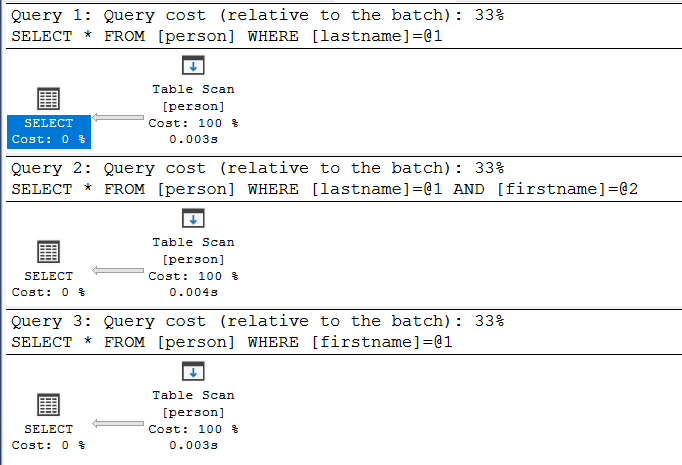 Query 1: Query cost (relative to the batch): 33%
SELECT * FROM [person] WHERE [lastname]=@1
Table Scan
[person]
Cost: 100 %
0.003s
SELECT
Cost: 0 %
Query 2: Query cost (relative to the batch): 33%
SELECT * FROM [person] WHERE [lastname]=@1 AND [firstname]=@2
Table Scan
[person]
Cost: 100 %
0.004s
SELECT
Cost: 0 %
Query 3: Query cost (relative to the batch): 33%
SELECT * FROM [person] WHERE [firstname]=@1
Table Scan
[person]
Cost: 100 %
0.003s
SELECT
Cost: 0 %